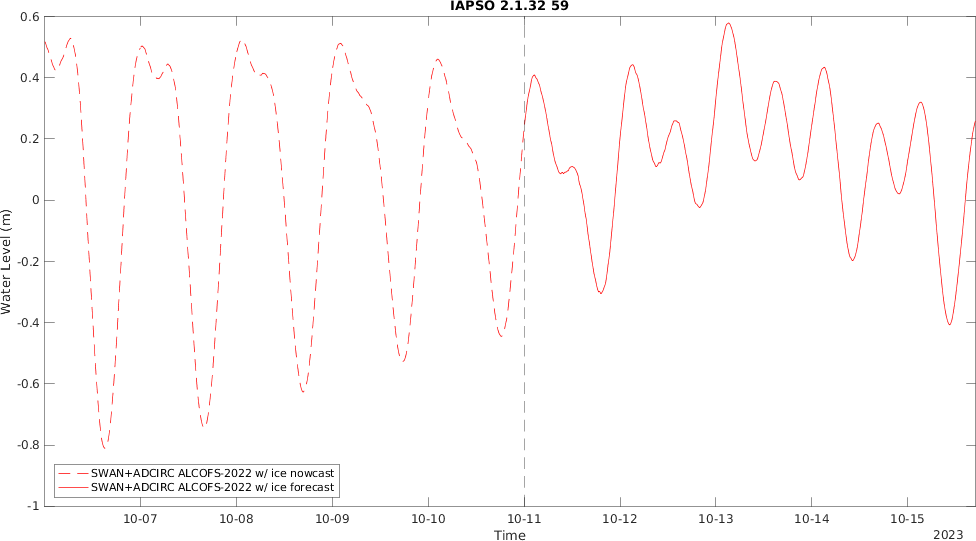 IAPSO 2.1.32 59
0.6
0.4
0.2
0
-0.2
-0.4
-0.6
-0.8
-1
Water Level (m)
SWAN+ADCIRC ALCOFS-2022 w/ ice nowcast
SWAN+ADCIRC ALCOFS-2022 w/ ice forecast
10-07 10-08 10-09 10-10 10-11 10-12 10-13 10-14 10-15
Time
2023